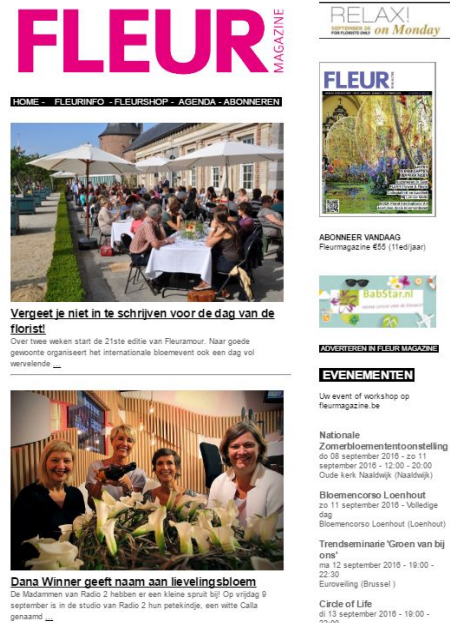 FLEUR
MAGAZINE
HOME - FLEURINFO - FLEURSHOP - AGENDA - ABONNEREN
Vergeet je niet in te schrijven voor de dag van de
florist!
Over twee weken start de 21ste editie van Fleuramour. Naar goede
gewoonte organiseert het internationale bloemevent ook een dag vol
wervelende ...
Dana Winner geeft naam aan lievelingsbloem
De Madammen van Radio 2 hebben er een kleine spruit bij! Op vrijdag 9
september is in de studio van Radio 2 hun petekindje, een witte Calla
genaamd ...
RELAX!
SEPTEMBER 26
FOR FLORISTS ONLY
on Monday
FLEUR
ABONNEER VANDAAG
Fleurmagazine €55 (11ed/jaar)
BabStar.nl
ADVERTEREN IN FLEUR MAGAZINE
EVENEMENTEN
Uw event of workshop op
fleurmagazine.be
Nationale
Zomerbloemententoonstelling
do 08 september 2016 - zo 11
september 2016 - 12:00 - 20:00
Oude kerk Naaldwijk (Naaldwijk)
Bloemencorso Loenhout
zo 11 september 2016 - Volledige
dag
Bloemencorso Loenhout (Loenhout)
Trendseminarie 'Groen van bij
ons'
ma 12 september 2016 - 19:00 -
22:30
Euroveiling (Brussel )
Circle of Life
di 13 september 2016 - 19:00 -